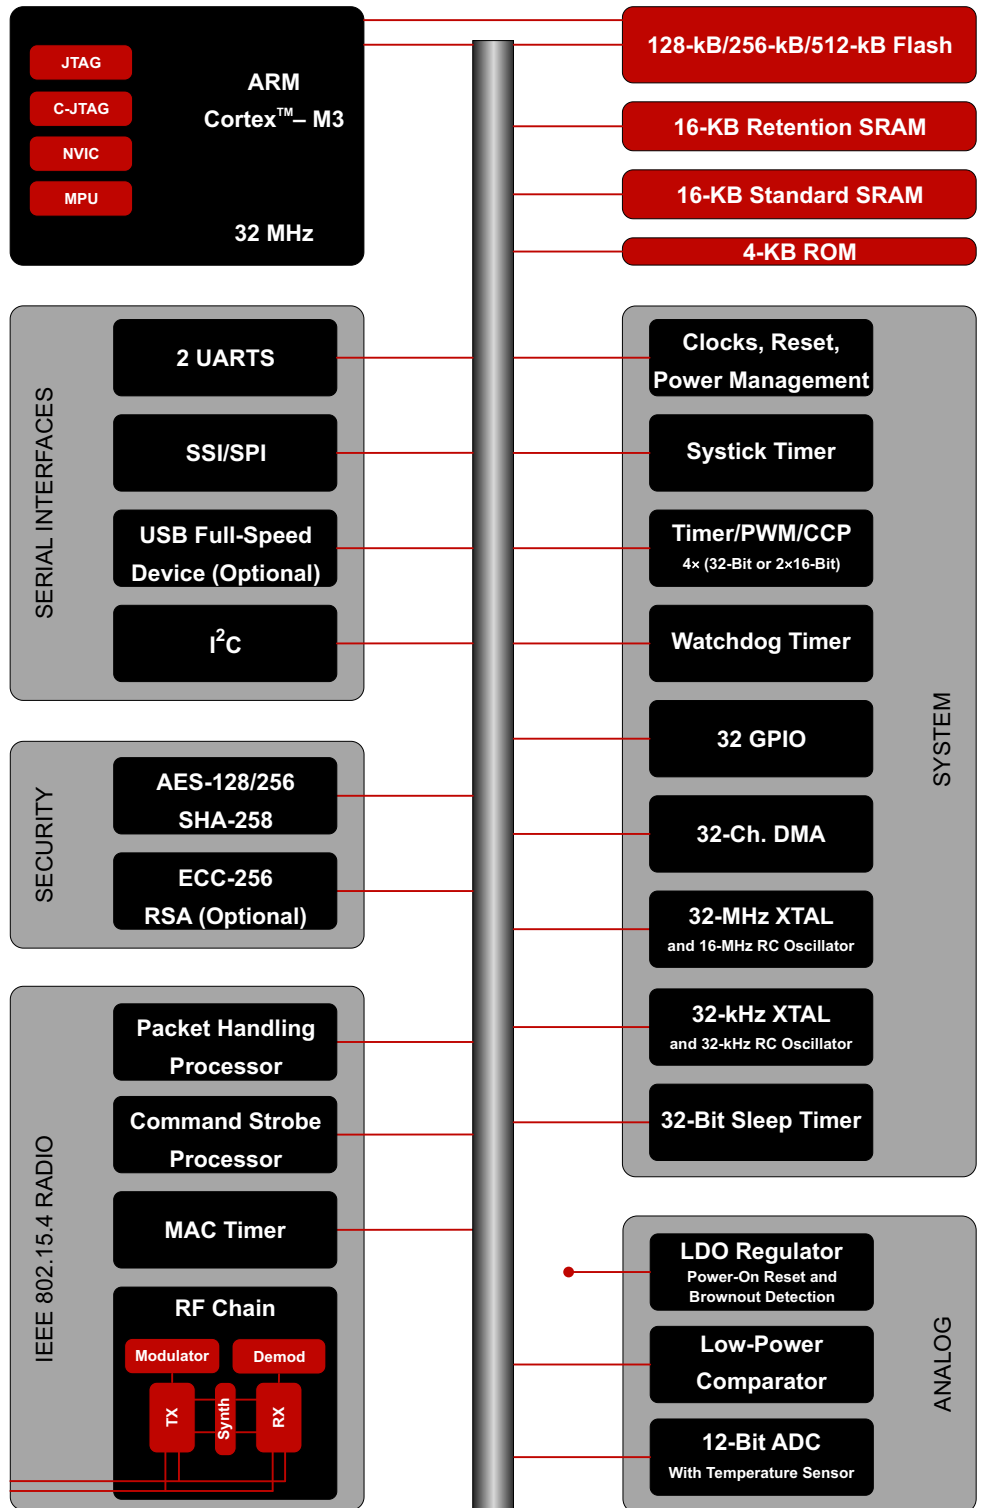 JTAG
C-JTAG
NVIC
MPU
ARM
Cortex™– M3
32 MHz
128-kB/256-kB/512-kB Flash
16-KB Retention SRAM
16-KB Standard SRAM
4-KB ROM
SERIAL INTERFACES
2 UARTS
SSI/SPI
USB Full-Speed
Device (Optional)
I²C
SECURITY
AES-128/256
SHA-258
ECC-256
RSA (Optional)
IEEE 802.15.4 RADIO
Packet Handling
Processor
Command Strobe
Processor
MAC Timer
RF Chain
Modulator
Demod
TX
Synth
RX
SYSTEM
Clocks, Reset,
Power Management
Systick Timer
Timer/PWM/CCP
4× (32-Bit or 2×16-Bit)
Watchdog Timer
32 GPIO
32-Ch. DMA
32-MHz XTAL
and 16-MHz RC Oscillator
32-kHz XTAL
and 32-kHz RC Oscillator
32-Bit Sleep Timer
ANALOG
LDO Regulator
Power-On Reset and
Brownout Detection
Low-Power
Comparator
12-Bit ADC
With Temperature Sensor